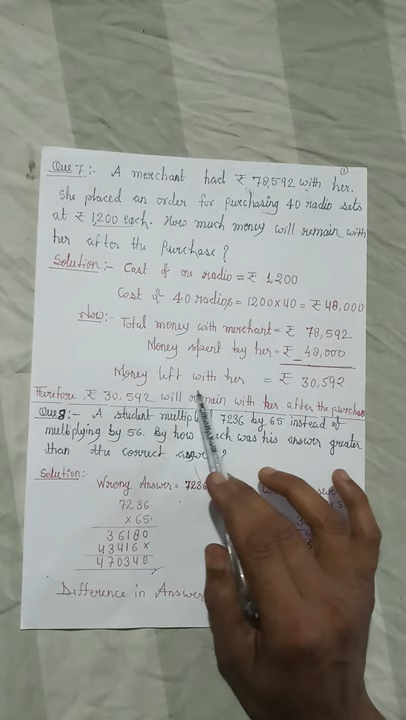 (1)
Que 7:- A merchant had ₹ 78,592 with her.
She placed an order for purchasing 40 radio sets
at ₹ 1,200 each. How much money will remain with
her after the purchase?
Solution:- Cost of one radio = ₹ 1,200
Cost of 40 radios = 1200 x 40 = ₹ 48,000
Now:- Total money with merchant = ₹ 78,592
Money spent by her = ₹ 48,000
Money left with her = ₹ 30,592
Therefore ₹ 30,592 will remain with her after the purchase
Que 8:- A student multiplied 7236 by 65 instead of
multiplying by 56. By how much was his answer greater
than the correct answer?
Solution:-
Wrong Answer = 7236
7236
x 65
36180
43416x
470340
Difference in Answer